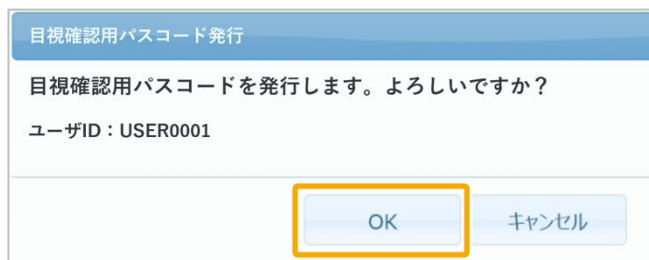 目視確認用パスコード発行
目視確認用パスコードを発行します。よろしいですか？
ユーザID：USER0001
OK
キャンセル